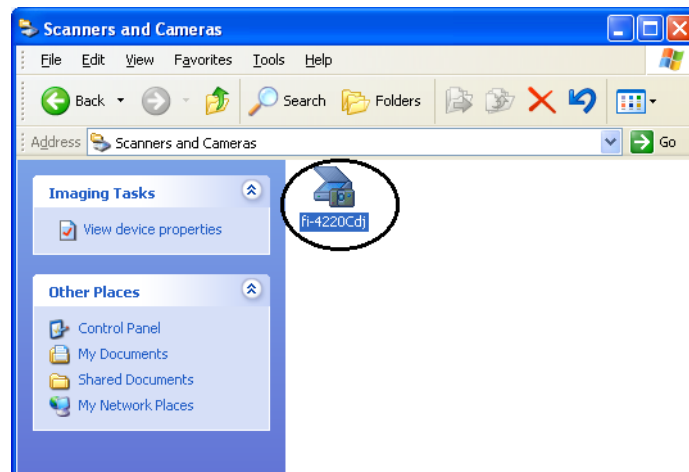 Scanners and Cameras
File Edit View Favorites Tools Help
Back Search Folders
Address Scanners and Cameras Go
Imaging Tasks
View device properties
fi-4220Cdj
Other Places
Control Panel
My Documents
Shared Documents
My Network Places